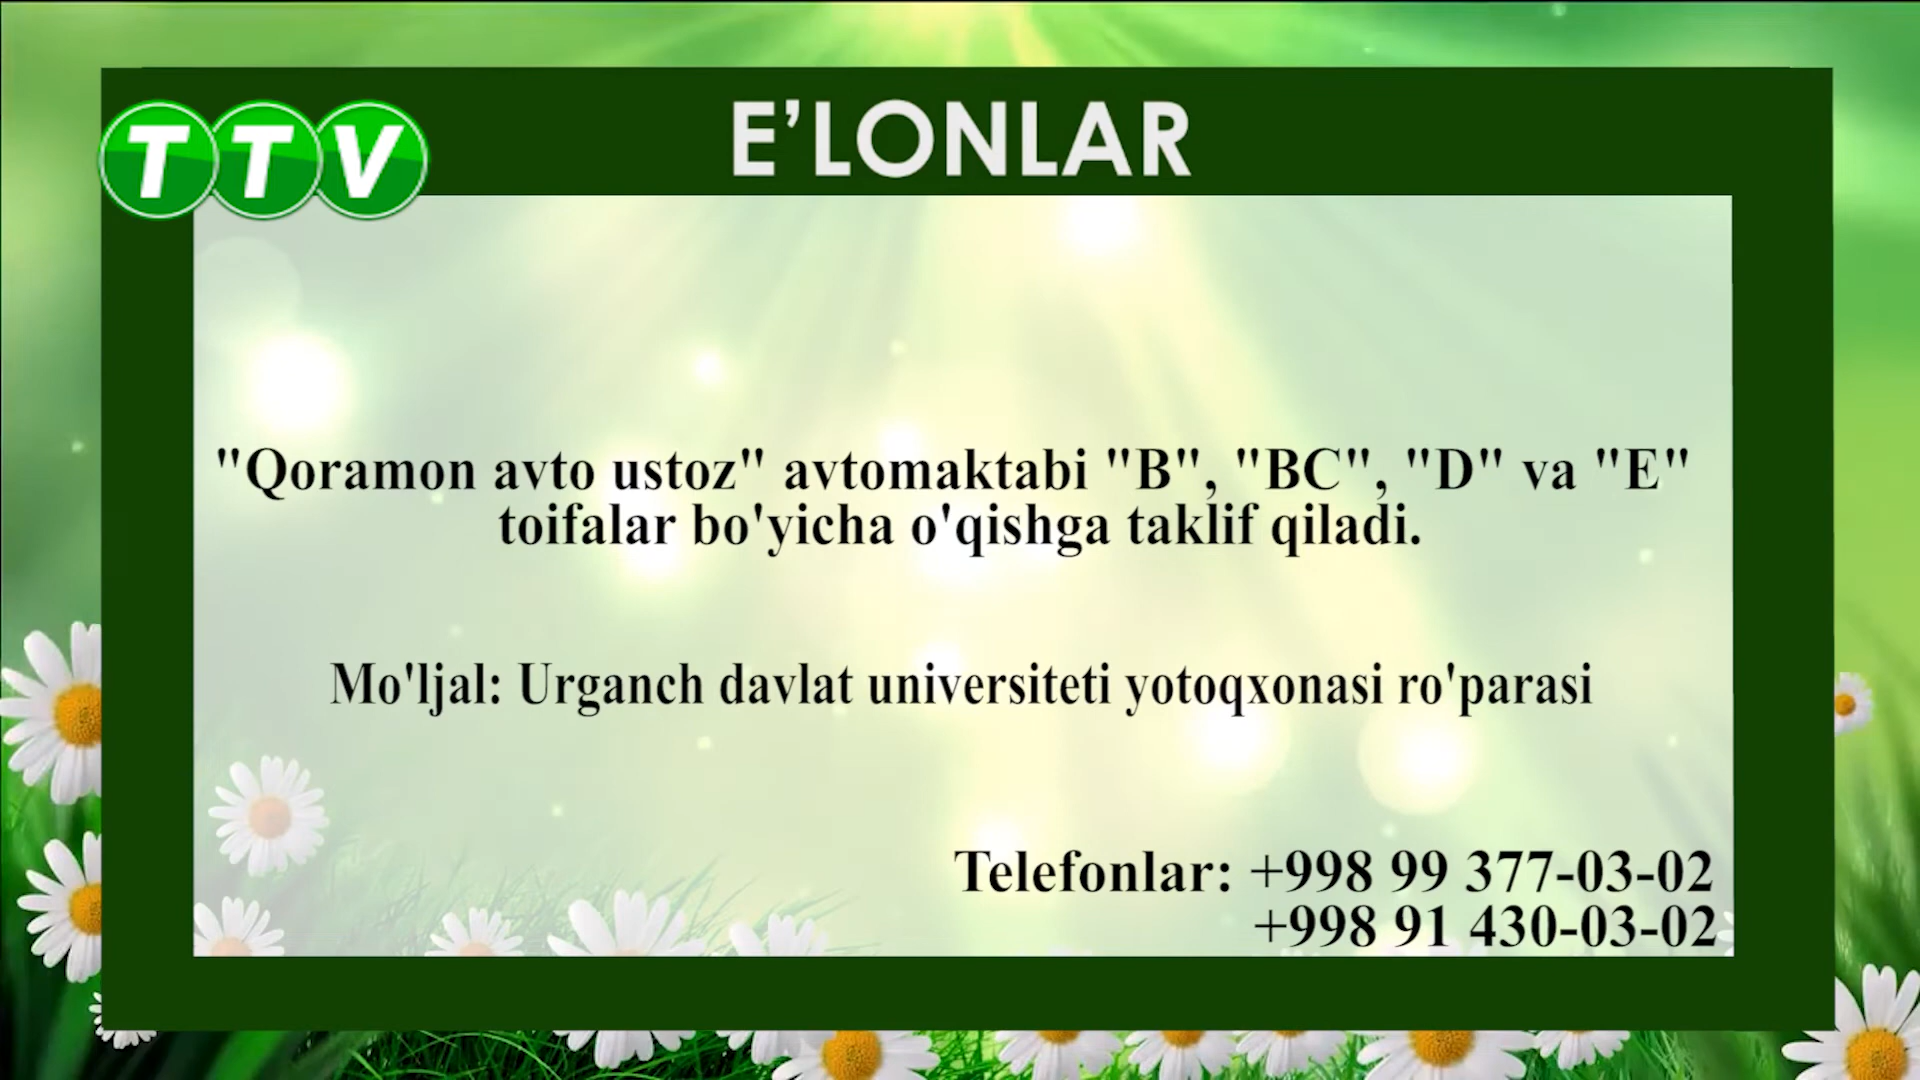 TTV
E’LONLAR
"Qoramon avto ustoz" avtomaktabi "B", "BC", "D" va "E"
toifalar bo'yicha o'qishga taklif qiladi.
Mo'ljal: Urganch davlat universiteti yotoqxonasi ro'parasi
Telefonlar: +998 99 377-03-02
+998 91 430-03-02